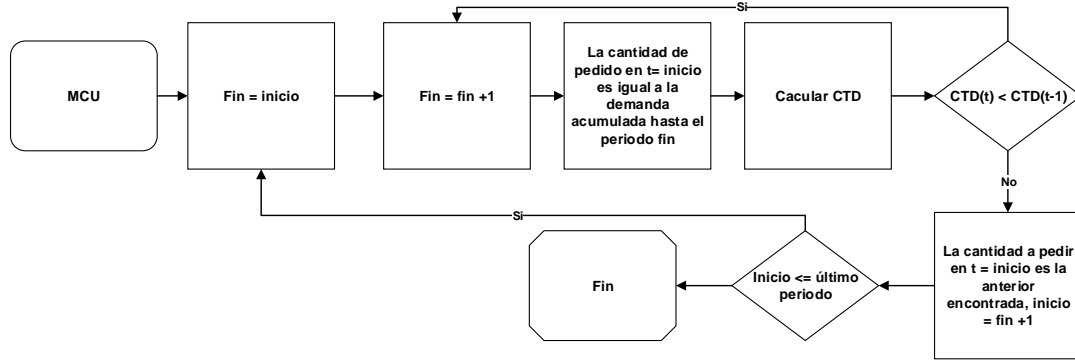 Si
MCU
Fin = inicio
Fin = fin +1
La cantidad de
pedido en t= inicio
es igual a la
demanda
acumulada hasta el
periodo fin
Cacular CTD
CTD(t) < CTD(t-1)
No
Si
Fin
Inicio <= último
periodo
La cantidad a pedir
en t = inicio es la
anterior
encontrada, inicio
= fin +1